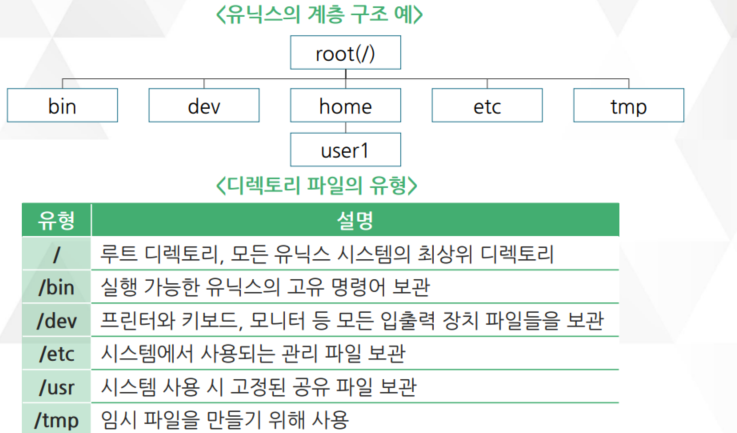 <유닉스의 계층 구조 예>
root(/)
bin dev home etc tmp
user1
<디렉토리 파일의 유형>
유형 설명
/ 루트 디렉토리, 모든 유닉스 시스템의 최상위 디렉토리
/bin 실행 가능한 유닉스의 고유 명령어 보관
/dev 프린터와 키보드, 모니터 등 모든 입출력 장치 파일들을 보관
/etc 시스템에서 사용되는 관리 파일 보관
/usr 시스템 사용 시 고정된 공유 파일 보관
/tmp 임시 파일을 만들기 위해 사용